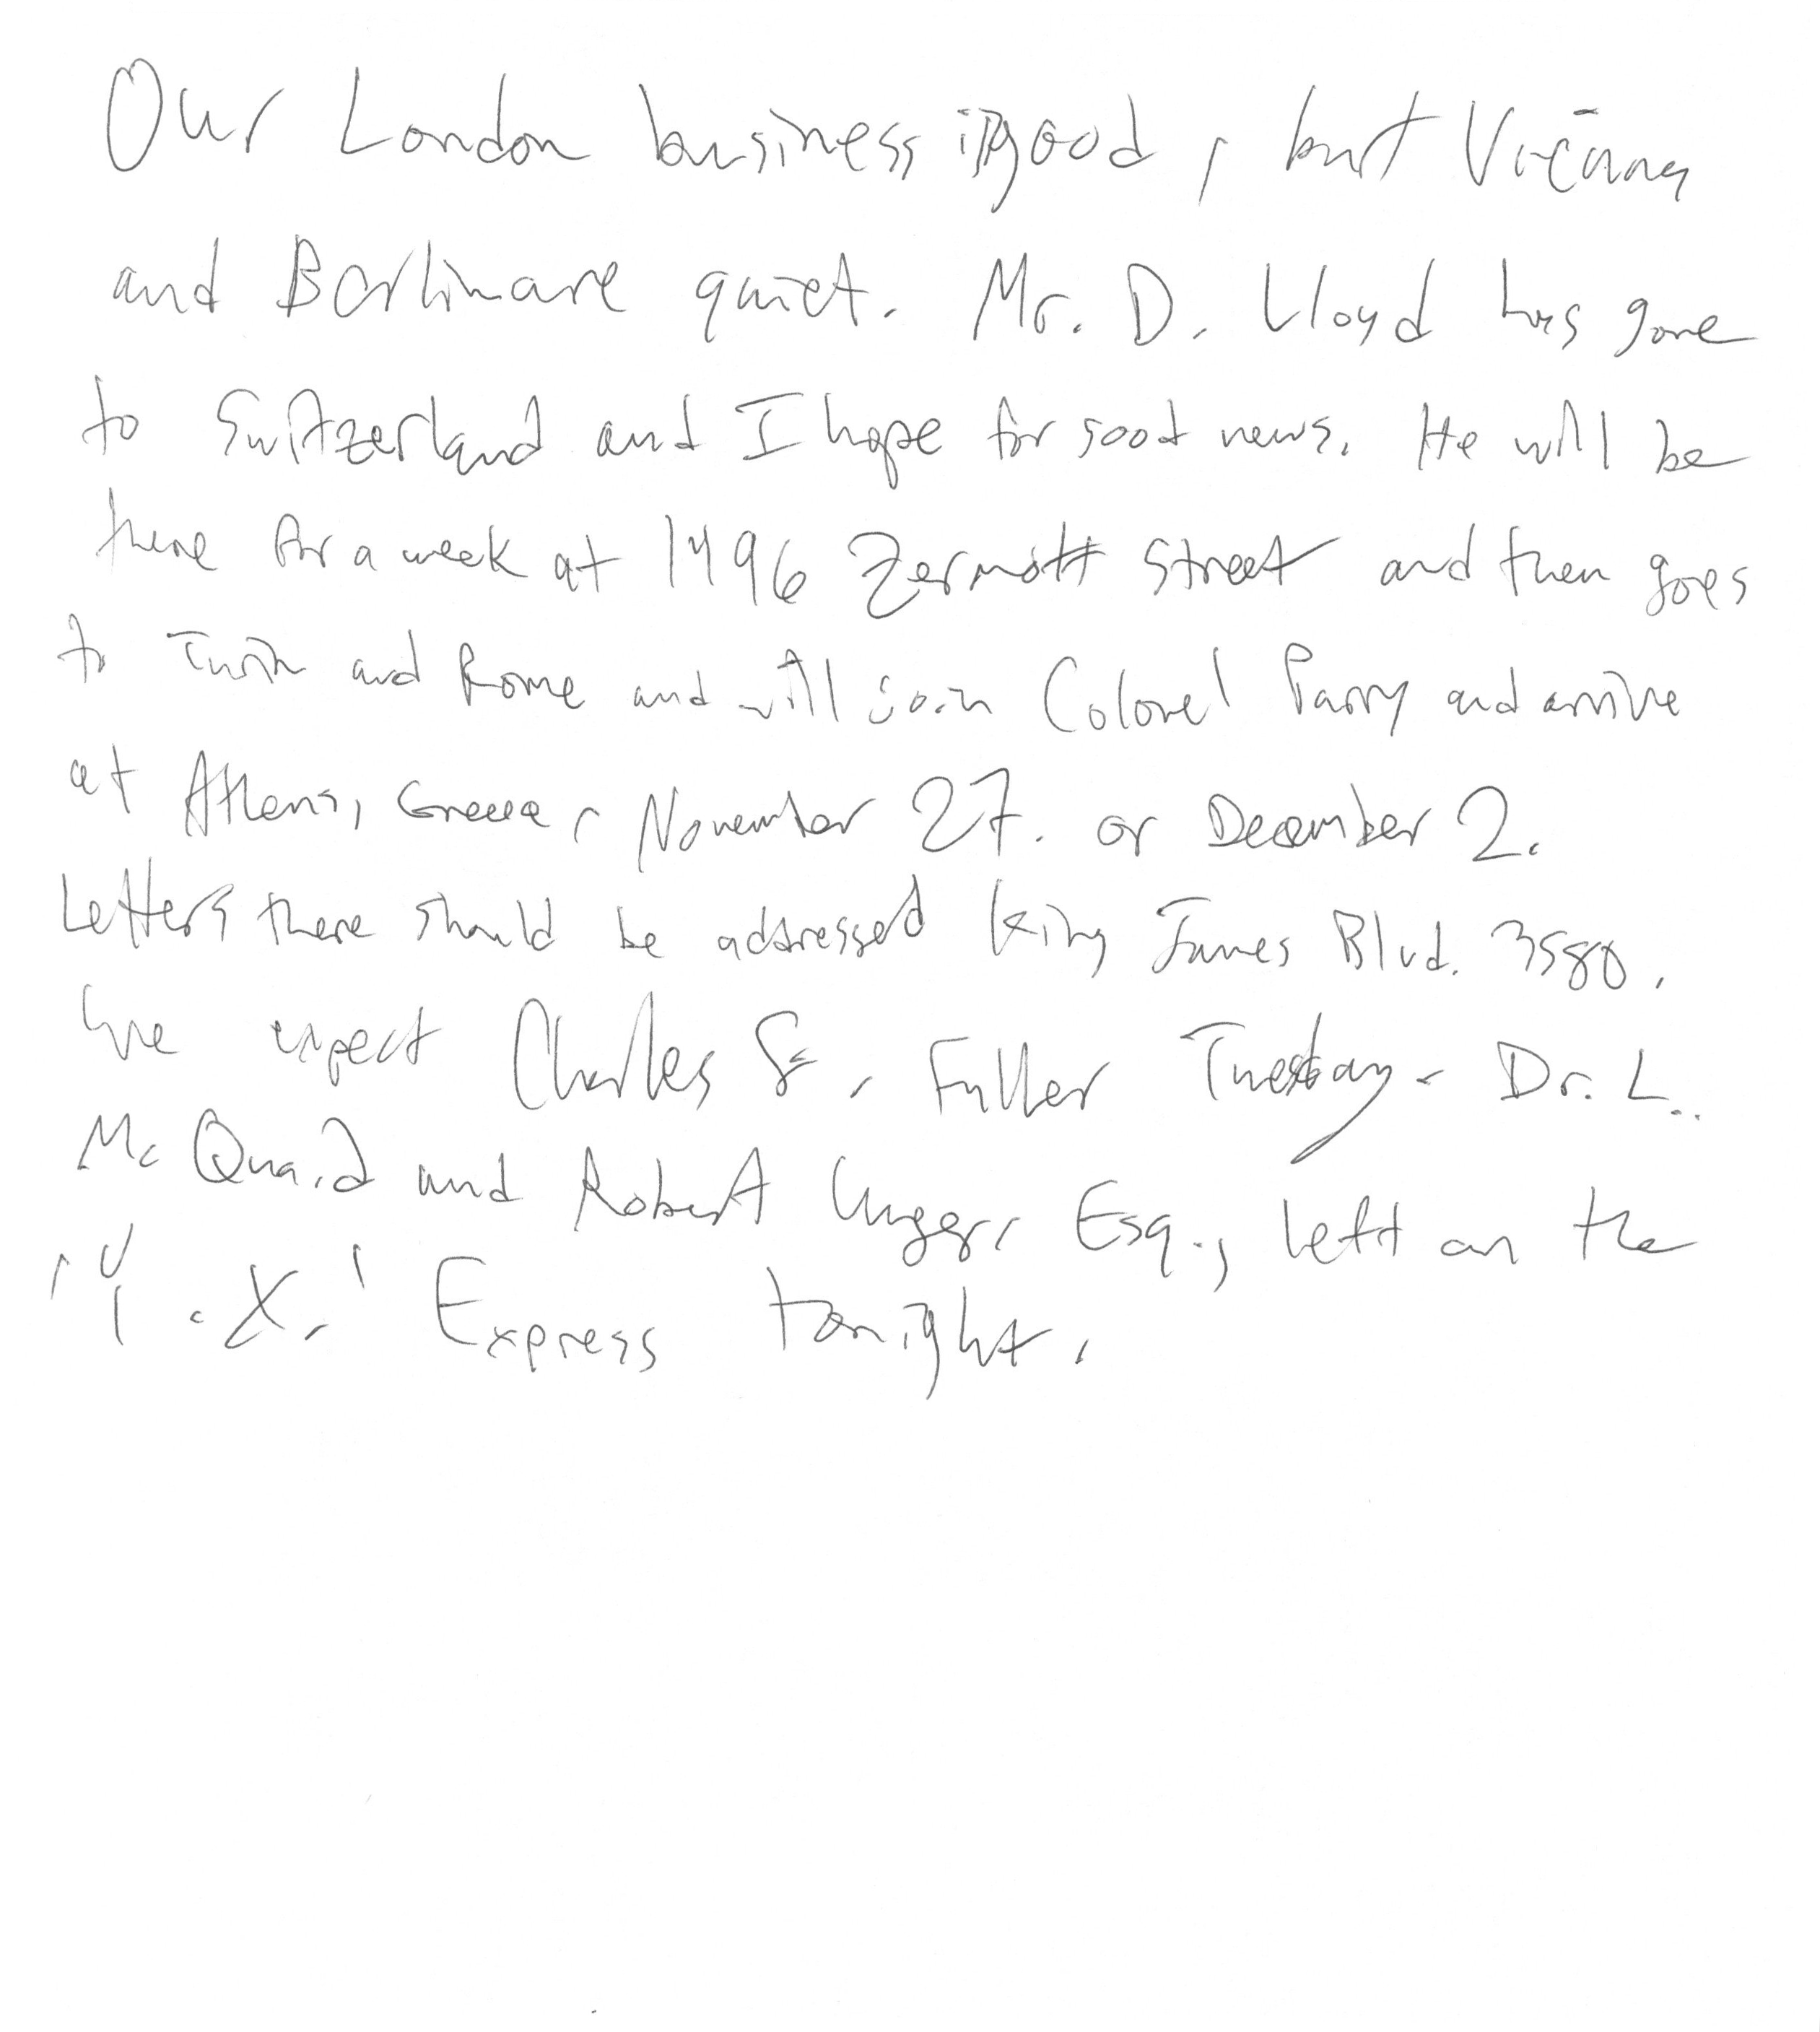 Our London business is good, but Vienna
and Berlin are quiet. Mr. D. Lloyd has gone
to Switzerland and I hope for good news. He will be
there for a week at 1496 Zermott Street and then goes
to Turin and Rome and will join Colonel Parry and arrive
at Athens, Greece, November 27. or December 2.
Letters there should be addressed King James Blvd. 3580.
We expect Charles E. Fuller Tuesday. Dr. L.
McQuaid and Robert Unger, Esq., left on the
'Y.X.' Express tonight.